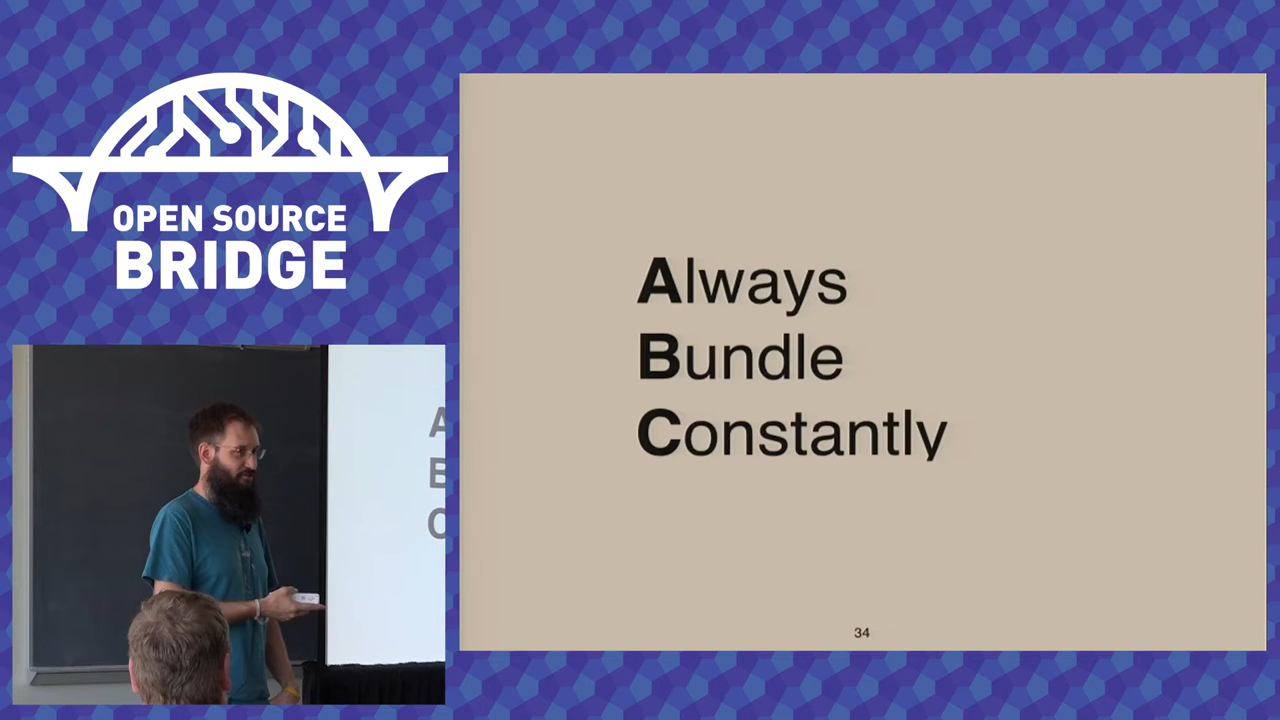 OPEN SOURCE
BRIDGE
Always
Bundle
Constantly
34
A
B
C